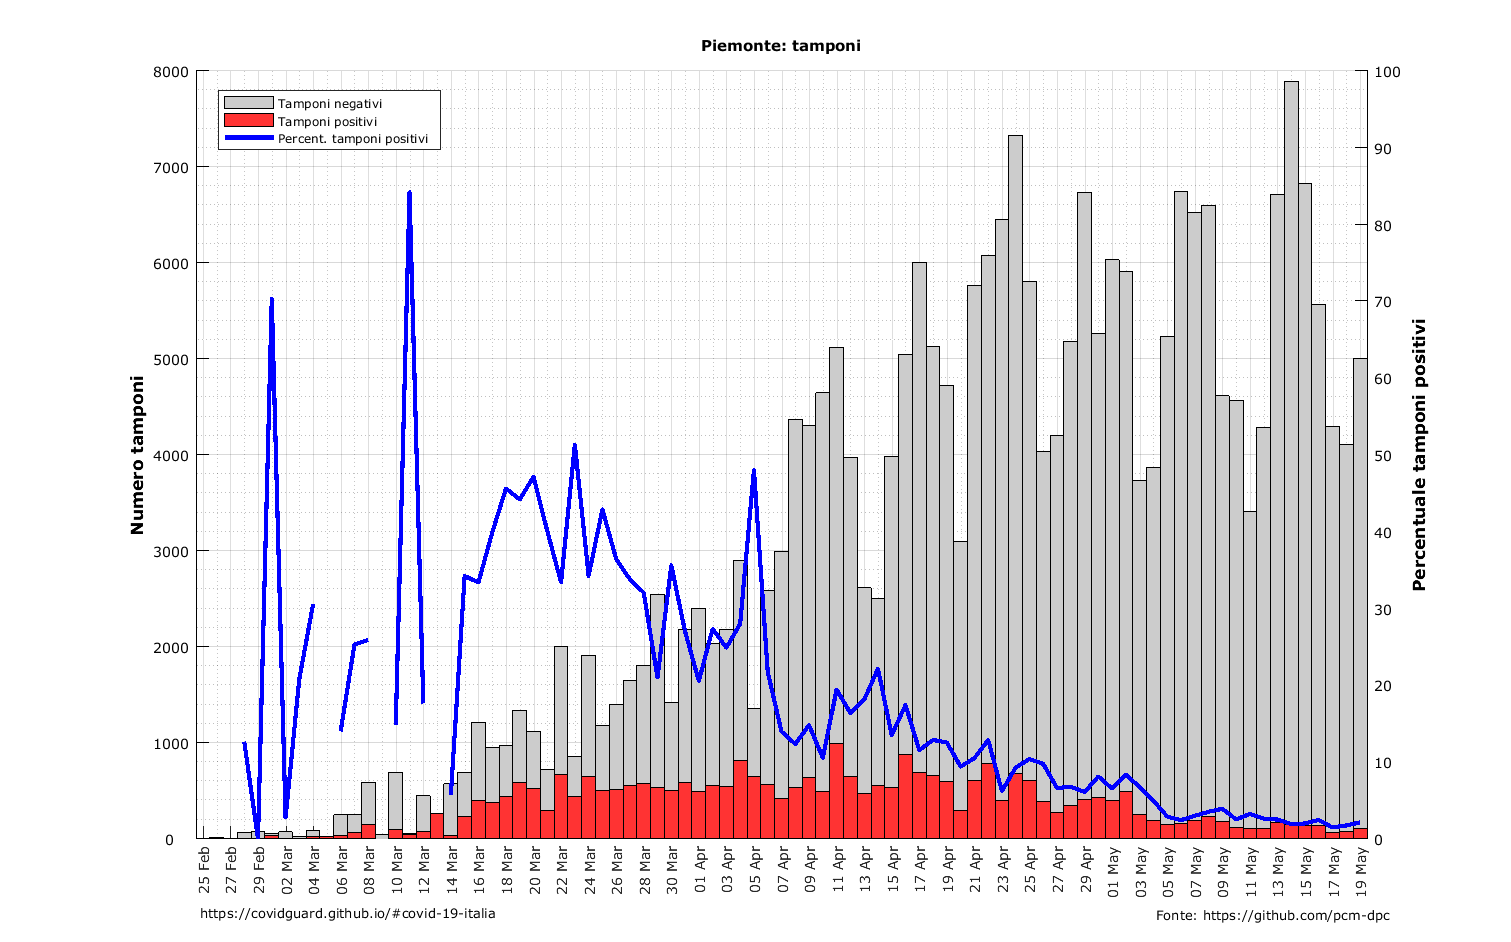 Piemonte: tamponi
Tamponi negativi
Tamponi positivi
Percent. tamponi positivi
Numero tamponi
8000
7000
6000
5000
4000
3000
2000
1000
0
100
90
80
70
60
50
40
30
20
10
0
Percentuale tamponi positivi
25 Feb
27 Feb
29 Feb
02 Mar
04 Mar
06 Mar
08 Mar
10 Mar
12 Mar
14 Mar
16 Mar
18 Mar
20 Mar
22 Mar
24 Mar
26 Mar
28 Mar
30 Mar
01 Apr
03 Apr
05 Apr
07 Apr
09 Apr
11 Apr
13 Apr
15 Apr
17 Apr
19 Apr
21 Apr
23 Apr
25 Apr
27 Apr
29 Apr
01 May
03 May
05 May
07 May
09 May
11 May
13 May
15 May
17 May
19 May
https://covidguard.github.io/#covid-19-italia
Fonte: https://github.com/pcm-dpc